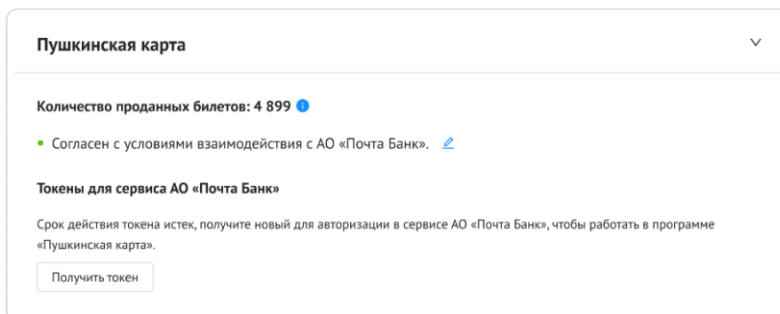 Пушкинская карта
Количество проданных билетов: 4 899
Согласен с условиями взаимодействия с АО «Почта Банк».
Токены для сервиса АО «Почта Банк»
Срок действия токена истек, получите новый для авторизации в сервисе АО «Почта Банк», чтобы работать в программе
«Пушкинская карта».
Получить токен